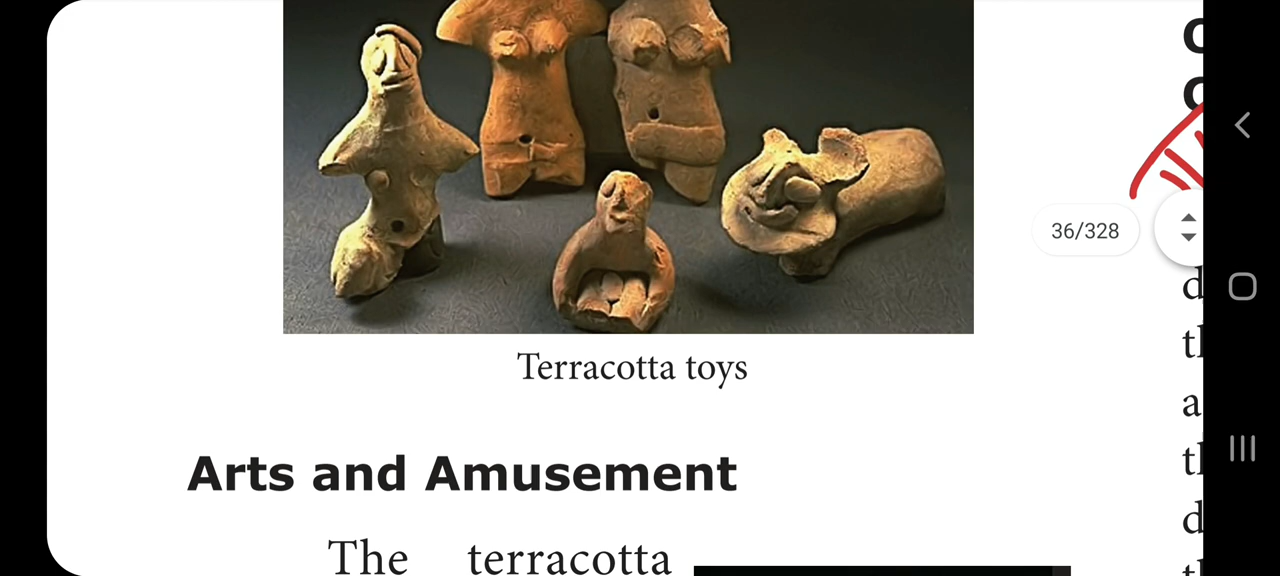 Terracotta toys
Arts and Amusement
The terracotta
36/328